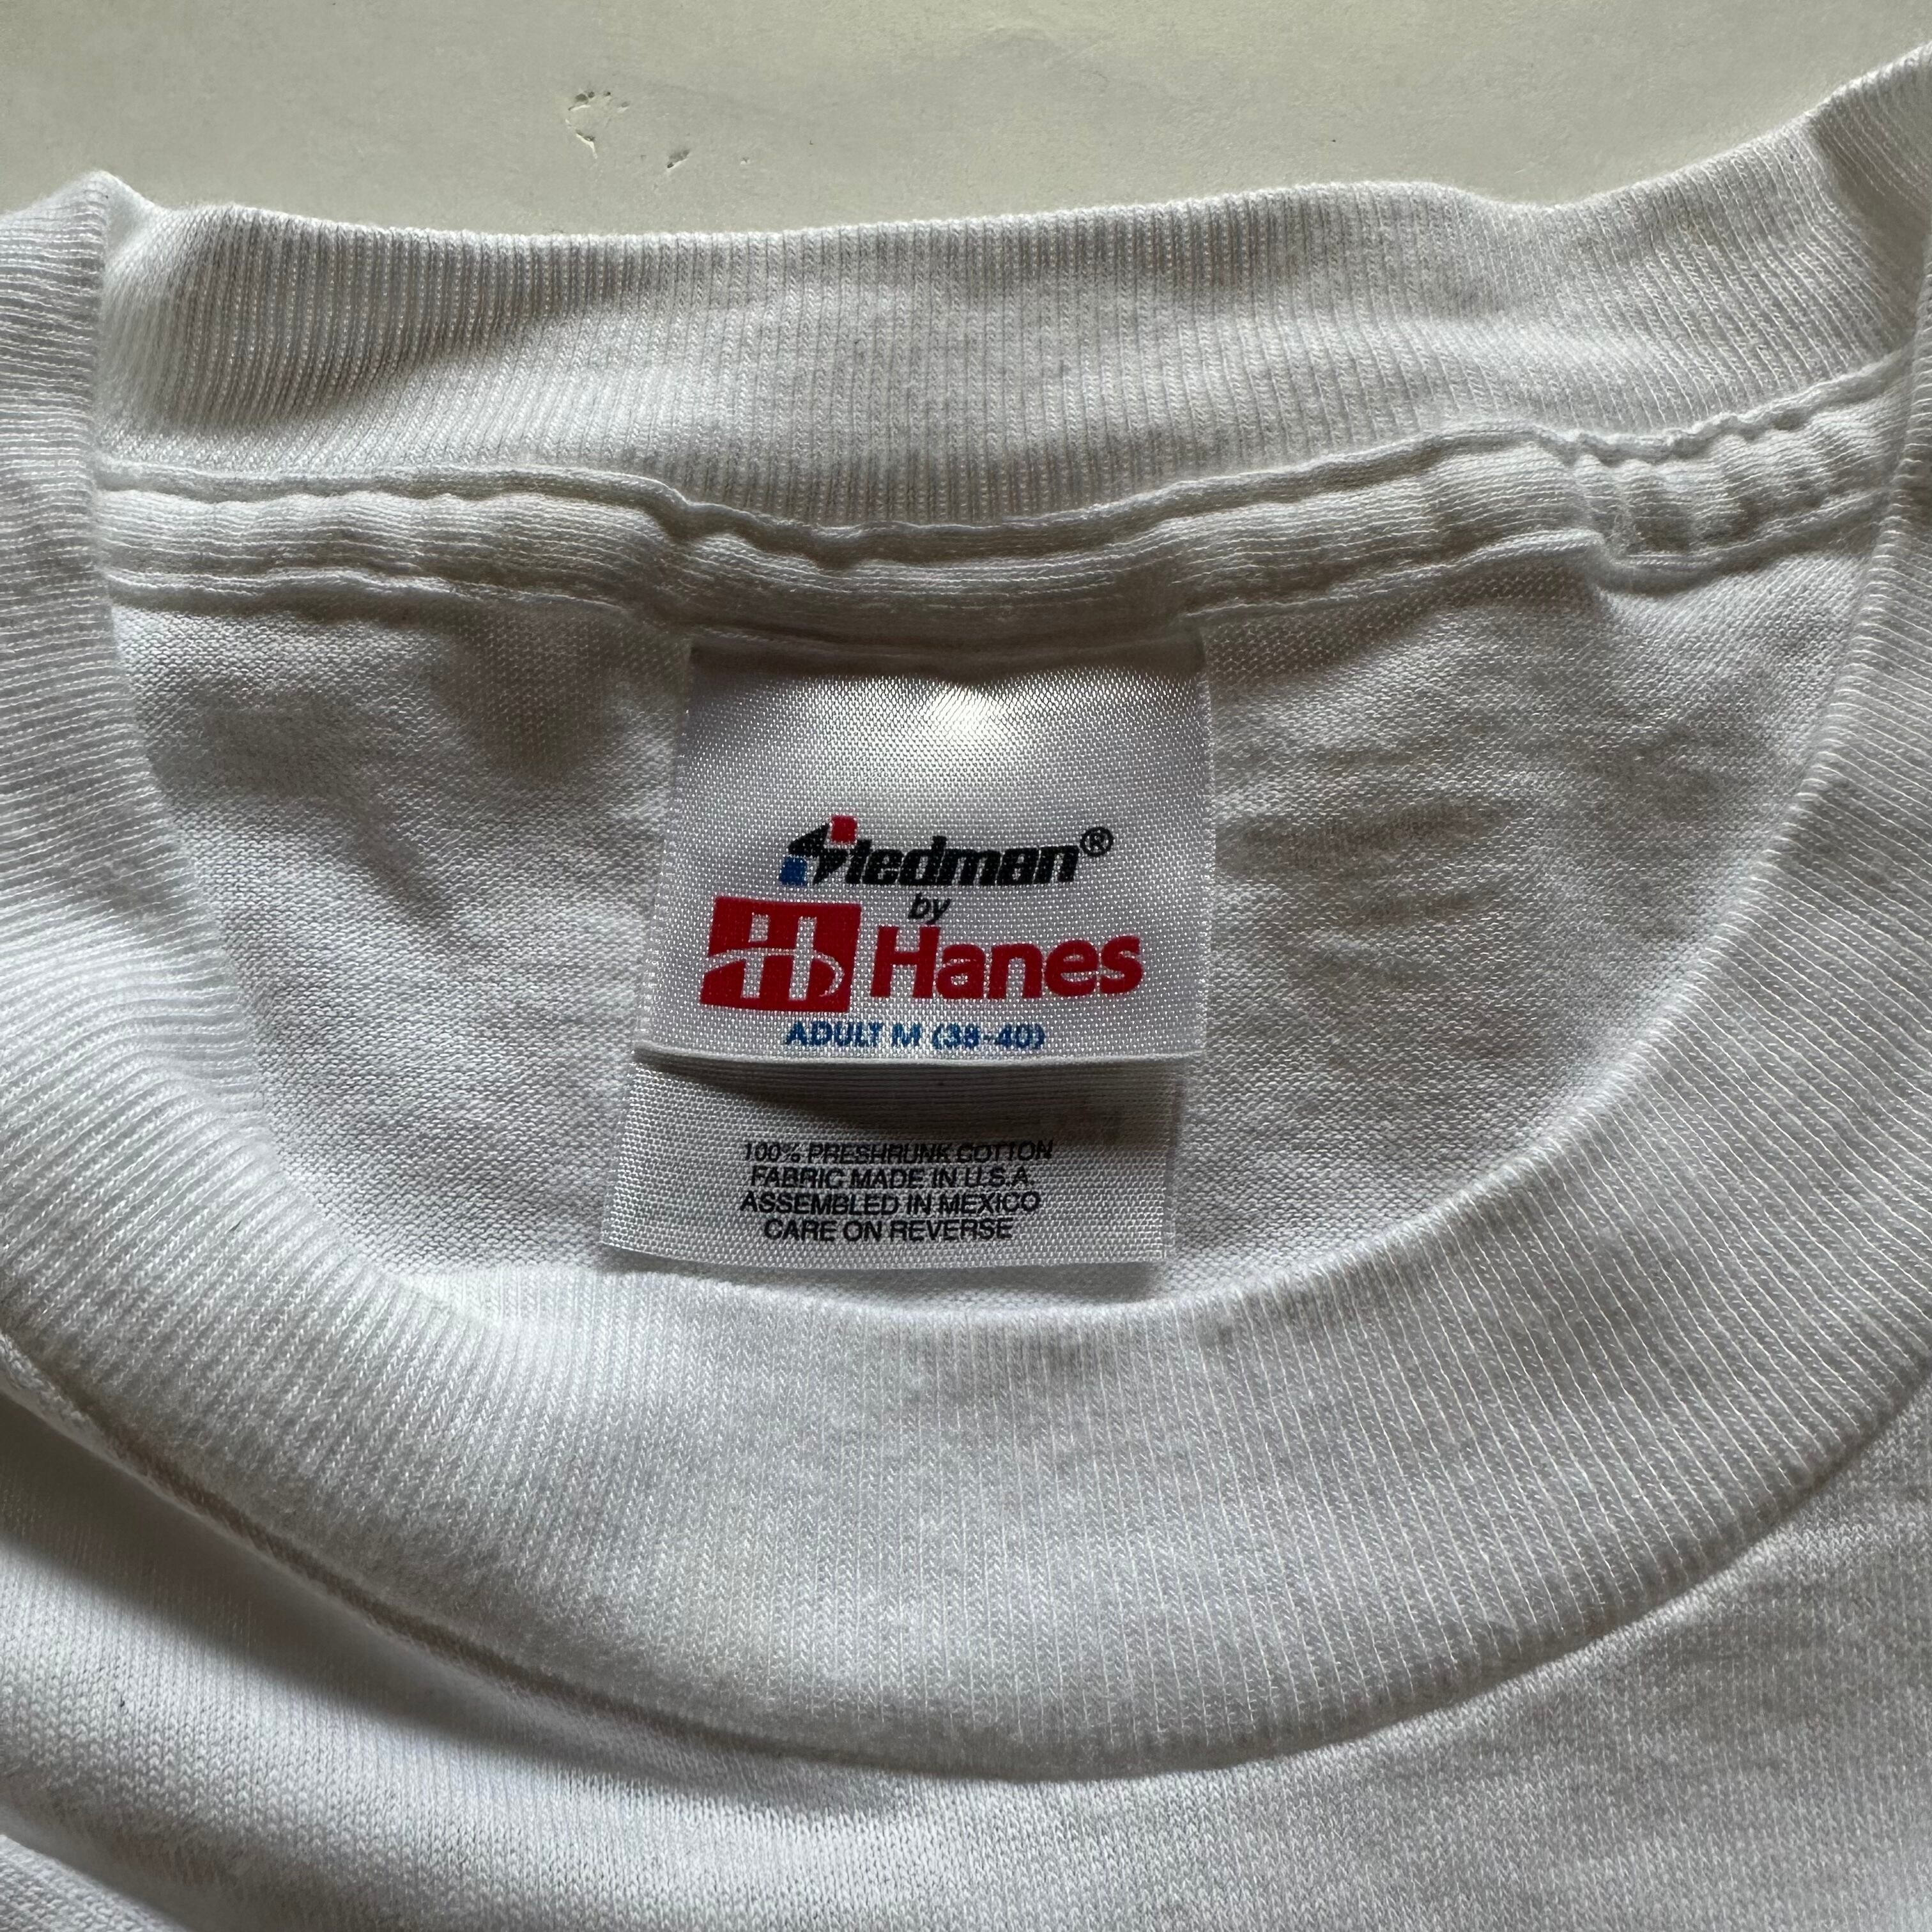 Stedman®
by
Hanes
ADULT M (38-40)
100% PRESHRUNK COTTON
FABRIC MADE IN U.S.A.
ASSEMBLED IN MEXICO
CARE ON REVERSE